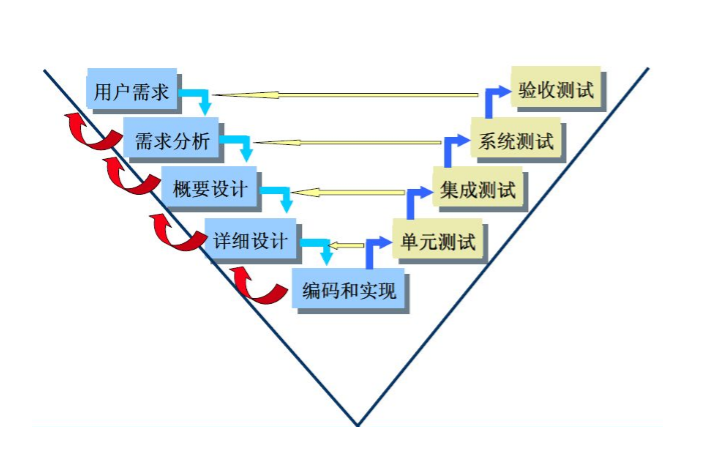 用户需求
验收测试
需求分析
系统测试
概要设计
集成测试
详细设计
单元测试
编码和实现